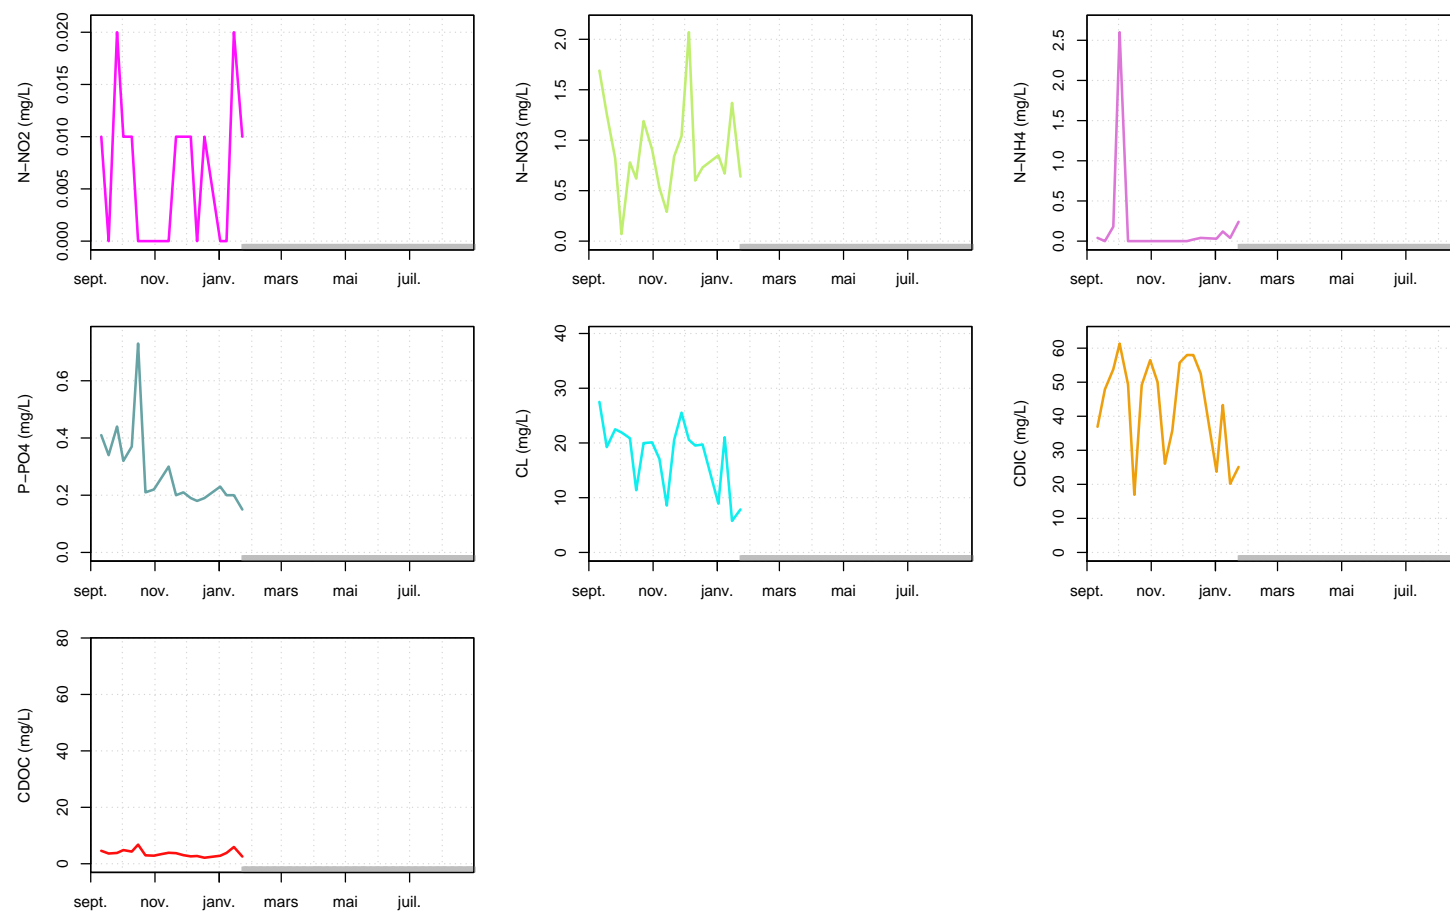 N−NO2 (mg/L)
0.000 0.005 0.010 0.015 0.020
sept. nov. janv. mars mai juil.
N−NO3 (mg/L)
0.0 0.5 1.0 1.5 2.0
sept. nov. janv. mars mai juil.
N−NH4 (mg/L)
0.0 0.5 1.0 1.5 2.0 2.5
sept. nov. janv. mars mai juil.
P−PO4 (mg/L)
0.0 0.2 0.4 0.6
sept. nov. janv. mars mai juil.
CL (mg/L)
0 10 20 30 40
sept. nov. janv. mars mai juil.
CDIC (mg/L)
0 10 20 30 40 50 60
sept. nov. janv. mars mai juil.
CDOC (mg/L)
0 20 40 60 80
sept. nov. janv. mars mai juil.